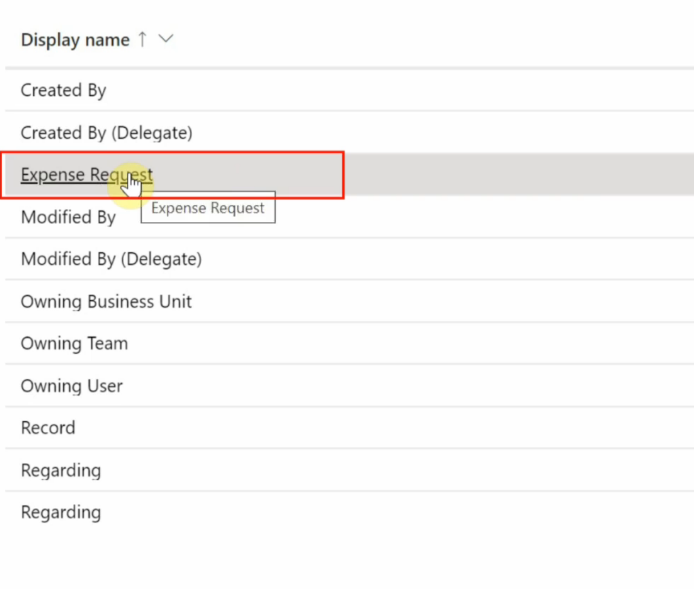 Display name
Created By
Created By (Delegate)
Expense Request
Expense Request
Modified By
Modified By (Delegate)
Owning Business Unit
Owning Team
Owning User
Record
Regarding
Regarding